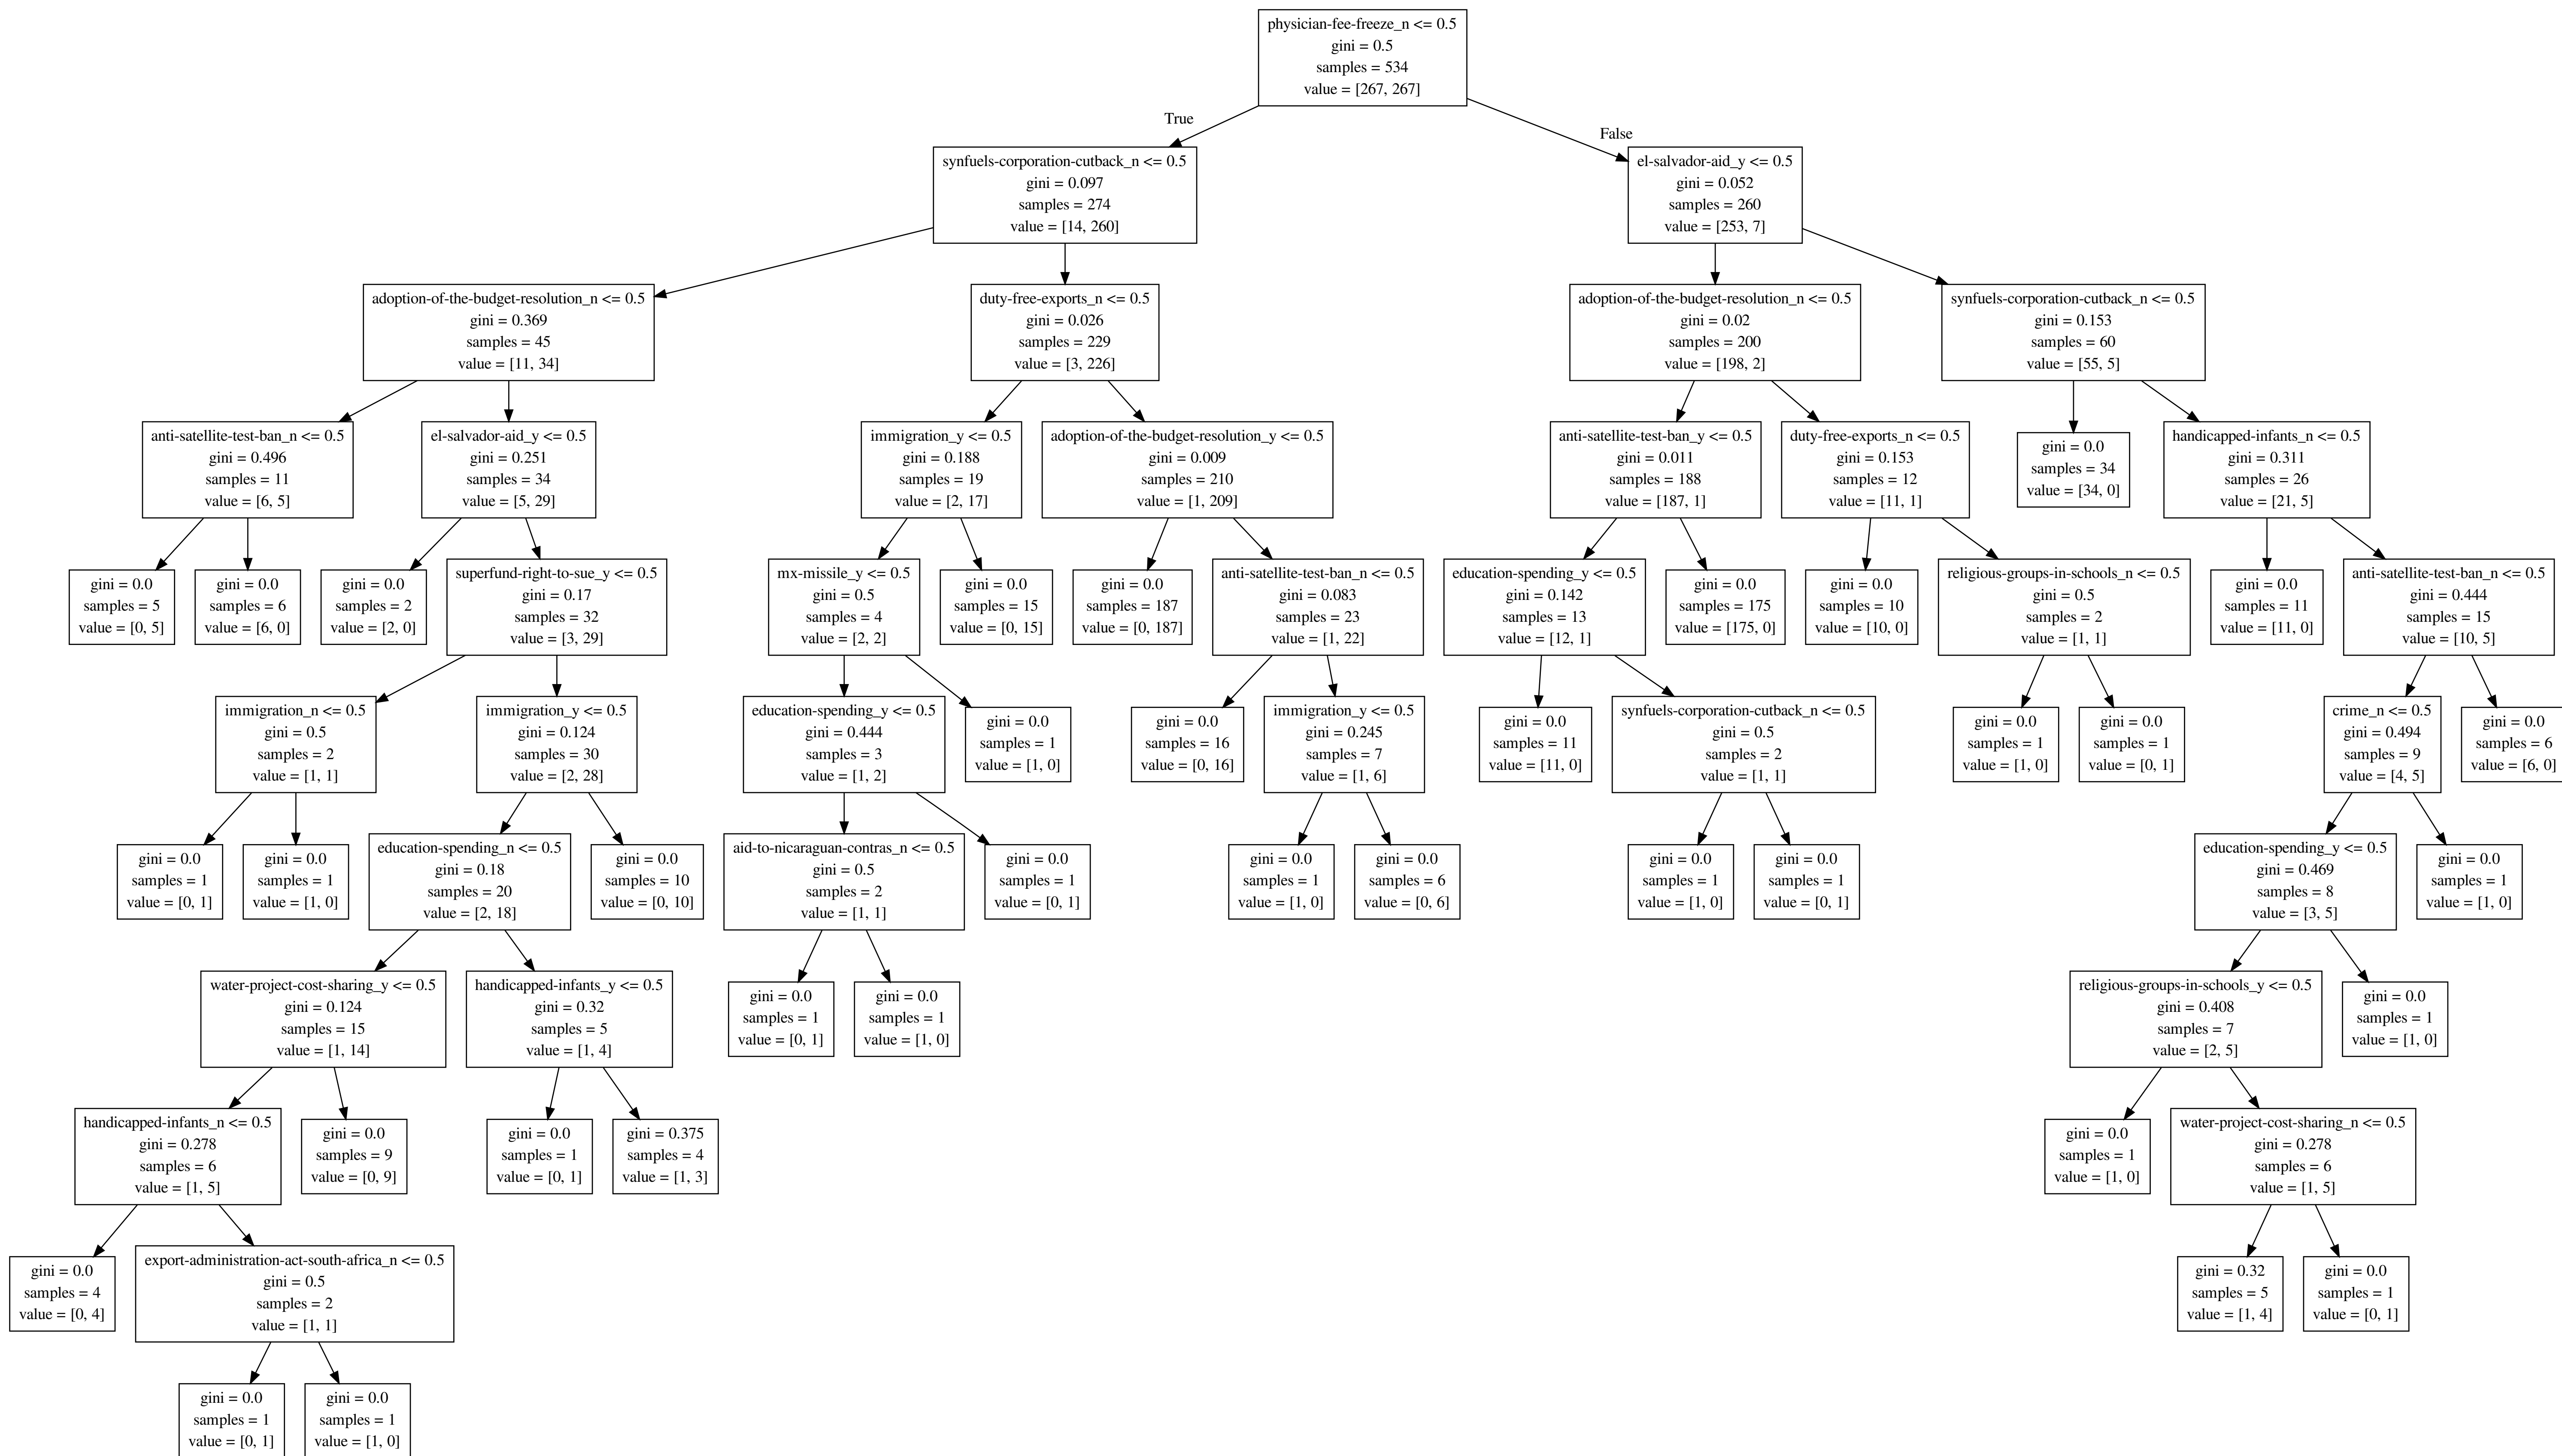 physician-fee-freeze_n <= 0.5
gini = 0.5
samples = 534
value = [267, 267]
True
False
synfuels-corporation-cutback_n <= 0.5
gini = 0.097
samples = 274
value = [14, 260]
el-salvador-aid_y <= 0.5
gini = 0.052
samples = 260
value = [253, 7]
adoption-of-the-budget-resolution_n <= 0.5
gini = 0.369
samples = 45
value = [11, 34]
duty-free-exports_n <= 0.5
gini = 0.026
samples = 229
value = [3, 226]
adoption-of-the-budget-resolution_n <= 0.5
gini = 0.02
samples = 200
value = [198, 2]
synfuels-corporation-cutback_n <= 0.5
gini = 0.153
samples = 60
value = [55, 5]
anti-satellite-test-ban_n <= 0.5
gini = 0.496
samples = 11
value = [6, 5]
el-salvador-aid_y <= 0.5
gini = 0.251
samples = 34
value = [5, 29]
immigration_y <= 0.5
gini = 0.188
samples = 19
value = [2, 17]
adoption-of-the-budget-resolution_y <= 0.5
gini = 0.009
samples = 210
value = [1, 209]
anti-satellite-test-ban_y <= 0.5
gini = 0.011
samples = 188
value = [187, 1]
duty-free-exports_n <= 0.5
gini = 0.153
samples = 12
value = [11, 1]
gini = 0.0
samples = 34
value = [34, 0]
handicapped-infants_n <= 0.5
gini = 0.311
samples = 26
value = [21, 5]
gini = 0.0
samples = 5
value = [0, 5]
gini = 0.0
samples = 6
value = [6, 0]
gini = 0.0
samples = 2
value = [2, 0]
superfund-right-to-sue_y <= 0.5
gini = 0.17
samples = 32
value = [3, 29]
mx-missile_y <= 0.5
gini = 0.5
samples = 4
value = [2, 2]
gini = 0.0
samples = 15
value = [0, 15]
gini = 0.0
samples = 187
value = [0, 187]
anti-satellite-test-ban_n <= 0.5
gini = 0.083
samples = 23
value = [1, 22]
education-spending_y <= 0.5
gini = 0.142
samples = 13
value = [12, 1]
gini = 0.0
samples = 175
value = [175, 0]
gini = 0.0
samples = 10
value = [10, 0]
religious-groups-in-schools_n <= 0.5
gini = 0.5
samples = 2
value = [1, 1]
gini = 0.0
samples = 11
value = [11, 0]
anti-satellite-test-ban_n <= 0.5
gini = 0.444
samples = 15
value = [10, 5]
immigration_n <= 0.5
gini = 0.5
samples = 2
value = [1, 1]
immigration_y <= 0.5
gini = 0.124
samples = 30
value = [2, 28]
education-spending_y <= 0.5
gini = 0.444
samples = 3
value = [1, 2]
gini = 0.0
samples = 1
value = [1, 0]
gini = 0.0
samples = 16
value = [0, 16]
immigration_y <= 0.5
gini = 0.245
samples = 7
value = [1, 6]
gini = 0.0
samples = 11
value = [11, 0]
synfuels-corporation-cutback_n <= 0.5
gini = 0.5
samples = 2
value = [1, 1]
gini = 0.0
samples = 1
value = [1, 0]
gini = 0.0
samples = 1
value = [0, 1]
crime_n <= 0.5
gini = 0.494
samples = 9
value = [4, 5]
gini = 0.0
samples = 6
value = [6, 0]
gini = 0.0
samples = 1
value = [0, 1]
gini = 0.0
samples = 1
value = [1, 0]
education-spending_n <= 0.5
gini = 0.18
samples = 20
value = [2, 18]
gini = 0.0
samples = 10
value = [0, 10]
aid-to-nicaraguan-contras_n <= 0.5
gini = 0.5
samples = 2
value = [1, 1]
gini = 0.0
samples = 1
value = [0, 1]
gini = 0.0
samples = 1
value = [1, 0]
gini = 0.0
samples = 6
value = [0, 6]
gini = 0.0
samples = 1
value = [1, 0]
gini = 0.0
samples = 1
value = [0, 1]
education-spending_y <= 0.5
gini = 0.469
samples = 8
value = [3, 5]
gini = 0.0
samples = 1
value = [1, 0]
water-project-cost-sharing_y <= 0.5
gini = 0.124
samples = 15
value = [1, 14]
handicapped-infants_y <= 0.5
gini = 0.32
samples = 5
value = [1, 4]
gini = 0.0
samples = 1
value = [0, 1]
gini = 0.0
samples = 1
value = [1, 0]
religious-groups-in-schools_y <= 0.5
gini = 0.408
samples = 7
value = [2, 5]
gini = 0.0
samples = 1
value = [1, 0]
handicapped-infants_n <= 0.5
gini = 0.278
samples = 6
value = [1, 5]
gini = 0.0
samples = 9
value = [0, 9]
gini = 0.0
samples = 1
value = [0, 1]
gini = 0.375
samples = 4
value = [1, 3]
gini = 0.0
samples = 1
value = [1, 0]
water-project-cost-sharing_n <= 0.5
gini = 0.278
samples = 6
value = [1, 5]
gini = 0.0
samples = 4
value = [0, 4]
export-administration-act-south-africa_n <= 0.5
gini = 0.5
samples = 2
value = [1, 1]
gini = 0.32
samples = 5
value = [1, 4]
gini = 0.0
samples = 1
value = [0, 1]
gini = 0.0
samples = 1
value = [0, 1]
gini = 0.0
samples = 1
value = [1, 0]